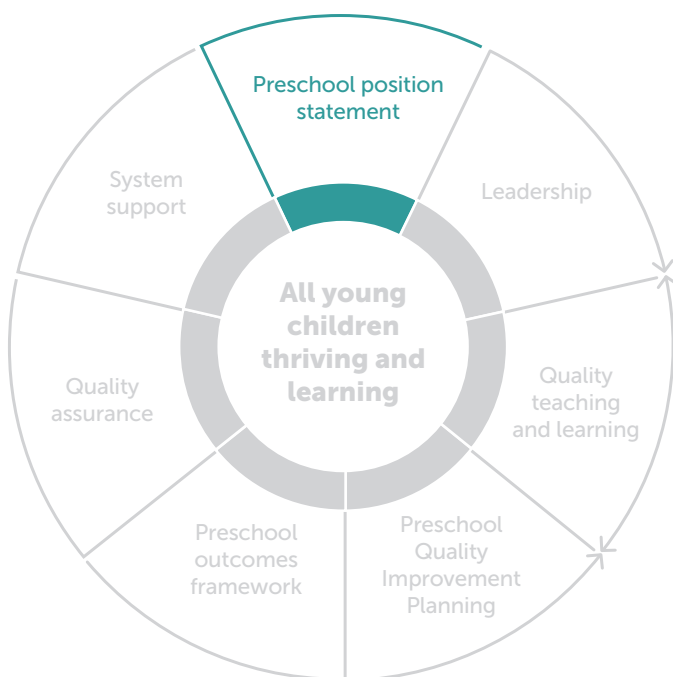 Preschool position
statement
Leadership
Quality
teaching
and learning
Preschool
Quality
Improvement
Planning
Preschool
outcomes
framework
Quality
assurance
System
support
All young
children
thriving and
learning